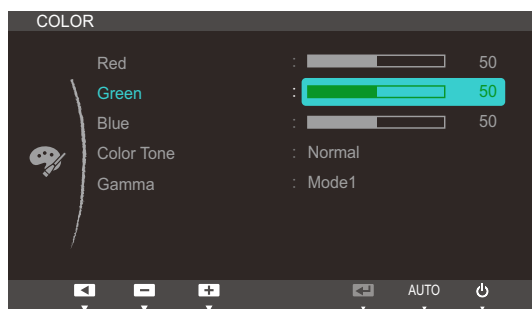 COLOR
Red : 50
Green : 50
Blue : 50
Color Tone : Normal
Gamma : Mode1
AUTO